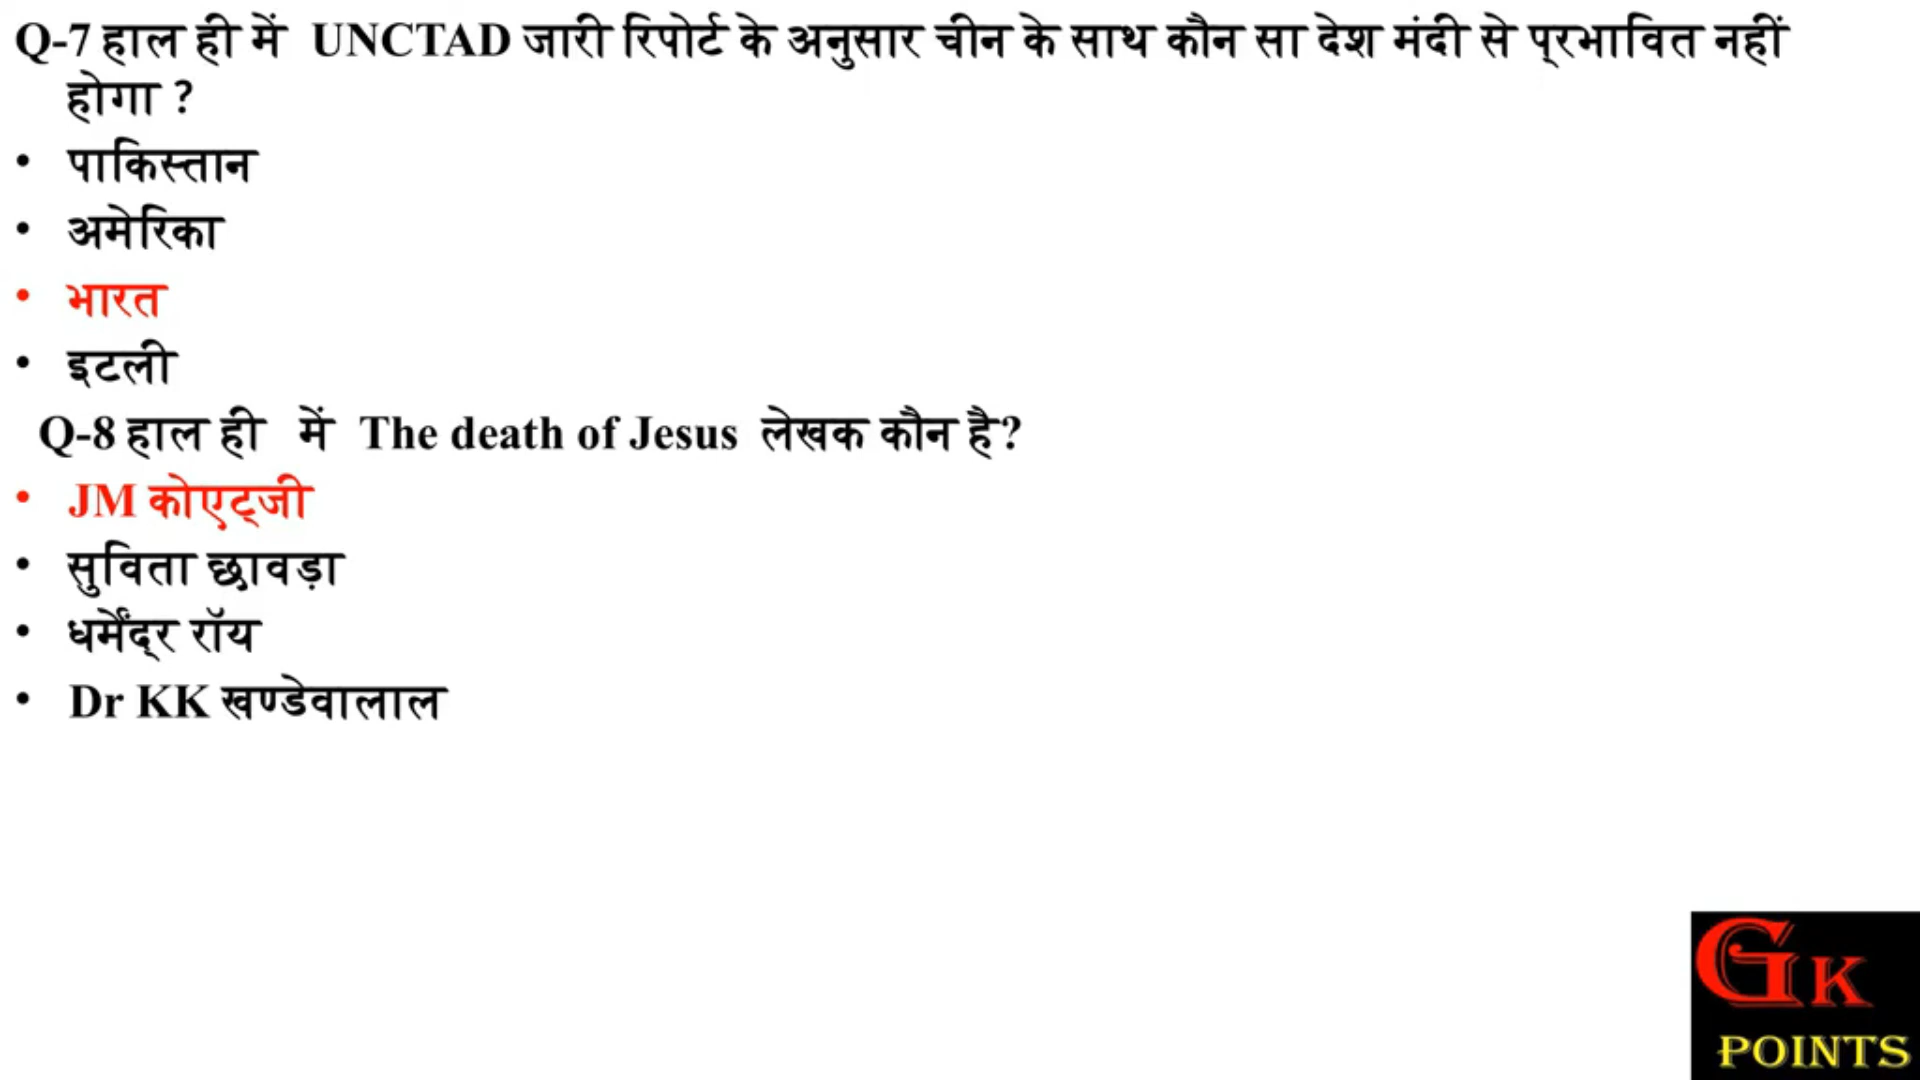 Q-7 हाल ही में UNCTAD जारी रिपोर्ट के अनुसार चीन के साथ कौन सा देश मंदी से प्रभावित नहीं
होगा ?
• पाकिस्तान
• अमेरिका
• भारत
• इटली
Q-8 हाल ही में The death of Jesus लेखक कौन है?
• JM कोएट्जी
• सुविता छावड़ा
• धर्मेंद्र रॉय
• Dr KK खण्डेवालाल
GK
POINTS